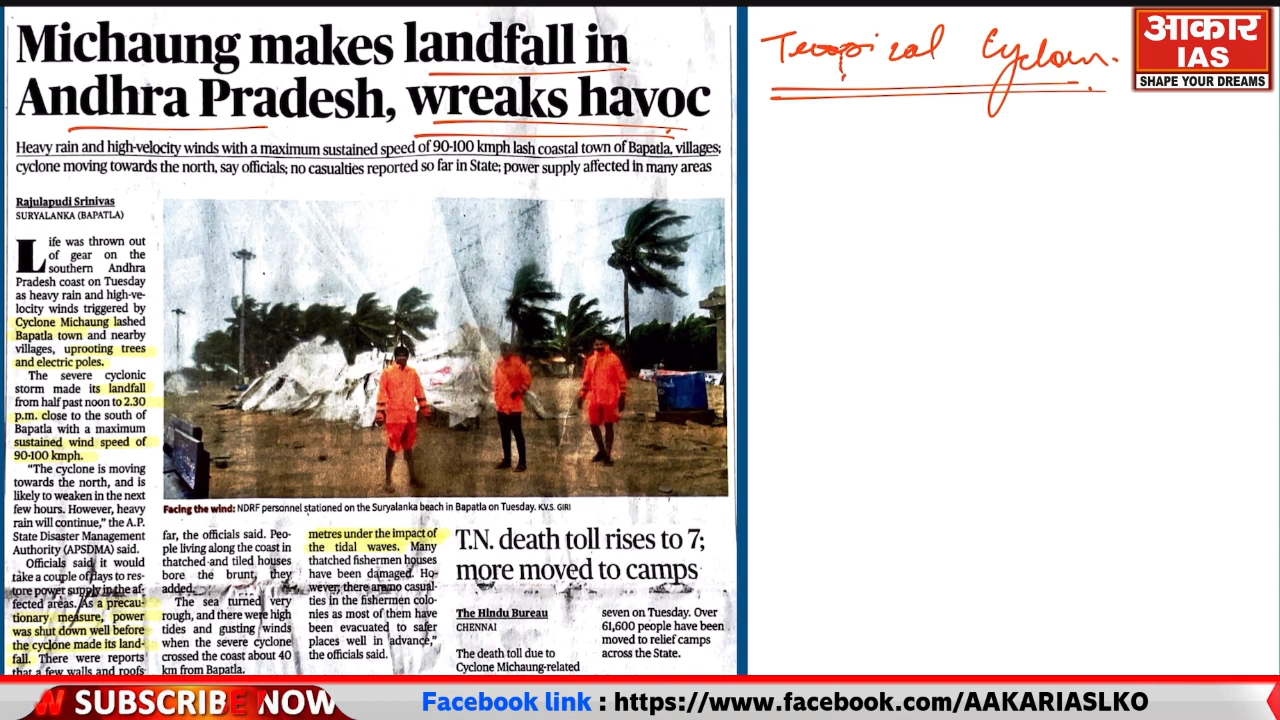 Michaung makes landfall in
Andhra Pradesh, wreaks havoc
Heavy rain and high-velocity winds with a maximum sustained speed of 90-100 kmph lash coastal town of Bapatla, villages;
cyclone moving towards the north, say officials; no casualties reported so far in State; power supply affected in many areas
Rajulapudi Srinivas
SURYALANKA (BAPATLA)
Life was thrown out
of gear on the
southern Andhra
Pradesh coast on Tuesday
as heavy rain and high-ve-
locity winds triggered by
Cyclone Michaung lashed
Bapatla town and nearby
villages, uprooting trees
and electric poles.
The severe cyclonic
storm made its landfall
from half past noon to 2.30
p.m. close to the south of
Bapatla with a maximum
sustained wind speed of
90-100 kmph.
"The cyclone is moving
towards the north, and is
likely to weaken in the next
few hours. However, heavy
rain will continue," the A.P.
State Disaster Management
Authority (APSDMA) said.
Officials said it would
take a couple of days to res-
tore power supply in the af-
fected areas. As a precau-
tionary measure, power
was shut down well before
the cyclone made its land-
fall. There were reports
that a few walls and roofs
Facing the wind: NDRF personnel stationed on the Suryalanka beach in Bapatla on Tuesday. K.V.S. GIRI
far, the officials said. Peo-
ple living along the coast in
thatched and tiled houses
bore the brunt, they
added.
The sea turned very
rough, and there were high
tides and gusting winds
when the severe cyclone
crossed the coast about 40
km from Bapatla.
metres under the impact of
the tidal waves. Many
thatched fishermen houses
have been damaged. Ho-
wever, there are no casual-
ties in the fishermen colo-
nies as most of them have
been evacuated to safer
places well in advance,"
the officials said.
T.N. death toll rises to 7;
more moved to camps
The Hindu Bureau
CHENNAI
The death toll due to
Cyclone Michaung-related
seven on Tuesday. Over
61,600 people have been
moved to relief camps
across the State.
Tropical Cyclone.
आकार
IAS
SHAPE YOUR DREAMS
SUBSCRIBE NOW
Facebook link : https://www.facebook.com/AAKARIASLKO